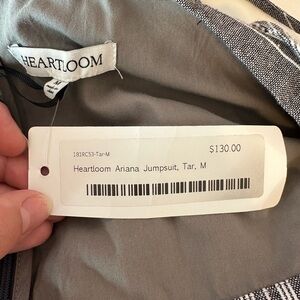 HEARTLOOM
M
181RC53-Tar-M
$130.00
Heartloom Ariana Jumpsuit, Tar, M